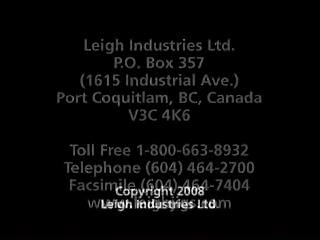 Leigh Industries Ltd.
P.O. Box 357
(1615 Industrial Ave.)
Port Coquitlam, BC, Canada
V3C 4K6
Toll Free 1-800-663-8932
Telephone (604) 464-2700
Facsimile (604) 464-7404
Copyright 2008
Leigh Industries Ltd.